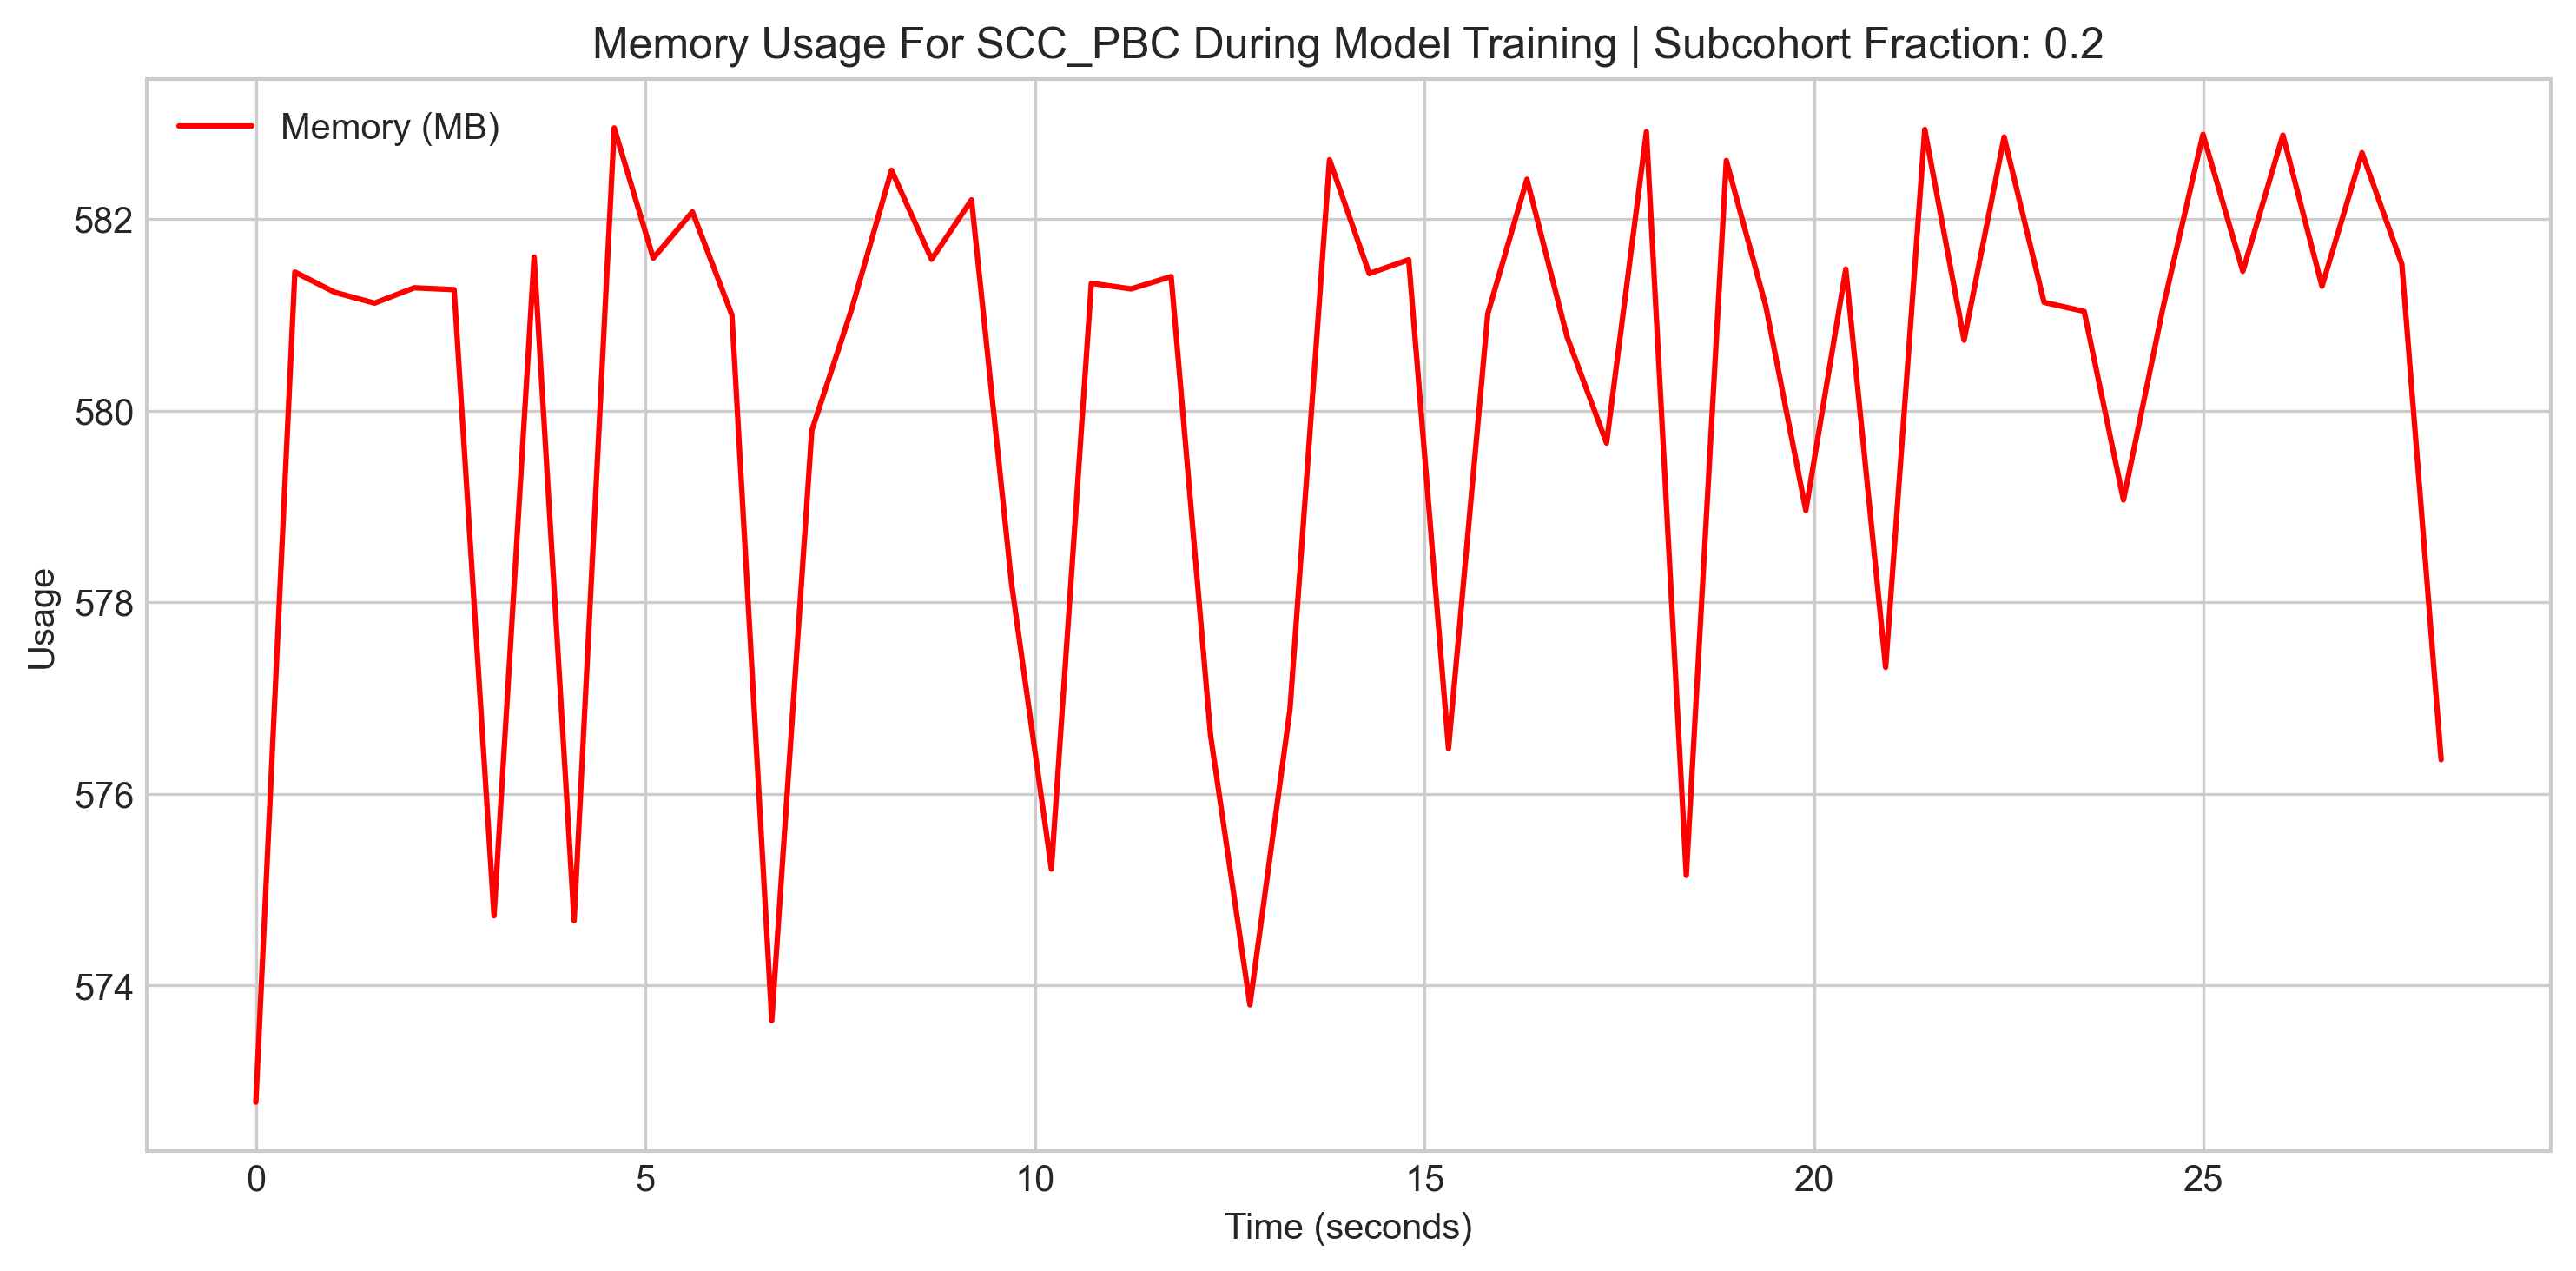 Memory Usage For SCC_PBC During Model Training | Subcohort Fraction: 0.2
Memory (MB)
582
580
578
576
574
Usage
0 5 10 15 20 25
Time (seconds)